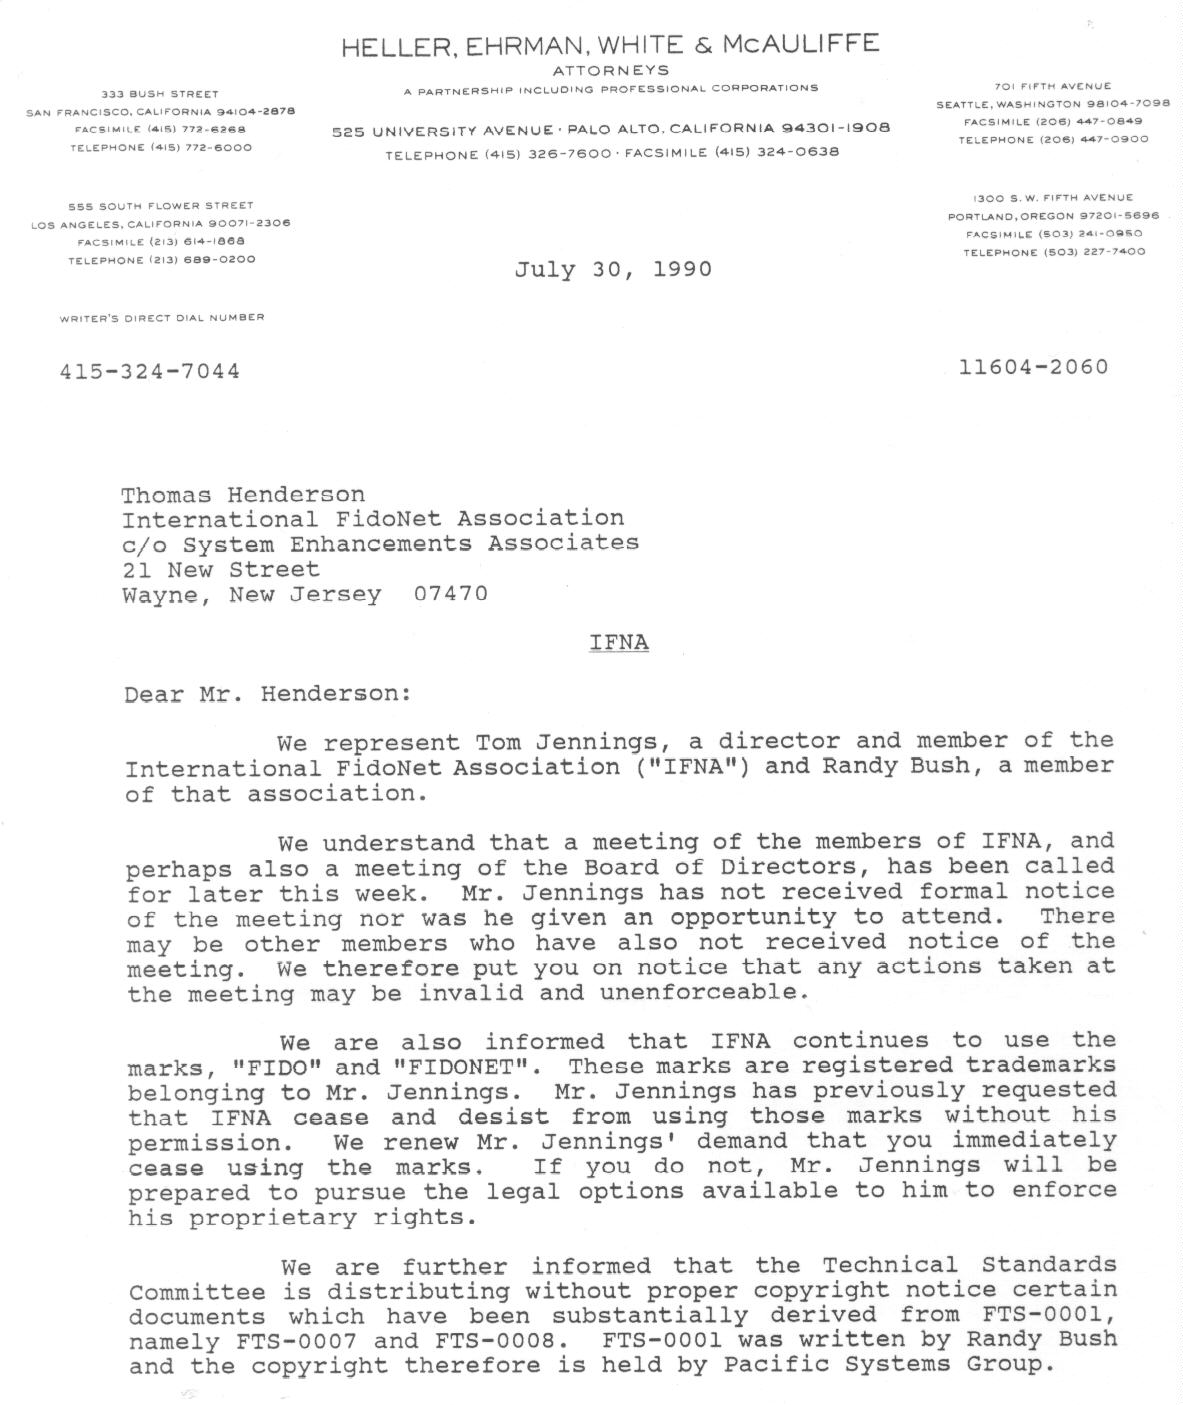 HELLER, EHRMAN, WHITE & McAULIFFE
ATTORNEYS
A PARTNERSHIP INCLUDING PROFESSIONAL CORPORATIONS
525 UNIVERSITY AVENUE · PALO ALTO, CALIFORNIA 94301-1908
TELEPHONE (415) 326-7600 · FACSIMILE (415) 324-0638
333 BUSH STREET
SAN FRANCISCO, CALIFORNIA 94104-2878
FACSIMILE (415) 772-6268
TELEPHONE (415) 772-6000
701 FIFTH AVENUE
SEATTLE, WASHINGTON 98104-7098
FACSIMILE (206) 447-0849
TELEPHONE (206) 447-0900
555 SOUTH FLOWER STREET
LOS ANGELES, CALIFORNIA 90071-2306
FACSIMILE (213) 614-1868
TELEPHONE (213) 689-0200
1300 S.W. FIFTH AVENUE
PORTLAND, OREGON 97201-5696
FACSIMILE (503) 241-0950
TELEPHONE (503) 227-7400
July 30, 1990
WRITER'S DIRECT DIAL NUMBER
415-324-7044
11604-2060
Thomas Henderson
International FidoNet Association
c/o System Enhancements Associates
21 New Street
Wayne, New Jersey 07470
IFNA
Dear Mr. Henderson:
We represent Tom Jennings, a director and member of the
International FidoNet Association ("IFNA") and Randy Bush, a member
of that association.
We understand that a meeting of the members of IFNA, and
perhaps also a meeting of the Board of Directors, has been called
for later this week. Mr. Jennings has not received formal notice
of the meeting nor was he given an opportunity to attend. There
may be other members who have also not received notice of the
meeting. We therefore put you on notice that any actions taken at
the meeting may be invalid and unenforceable.
We are also informed that IFNA continues to use the
marks, "FIDO" and "FIDONET". These marks are registered trademarks
belonging to Mr. Jennings. Mr. Jennings has previously requested
that IFNA cease and desist from using those marks without his
permission. We renew Mr. Jennings' demand that you immediately
cease using the marks. If you do not, Mr. Jennings will be
prepared to pursue the legal options available to him to enforce
his proprietary rights.
We are further informed that the Technical Standards
Committee is distributing without proper copyright notice certain
documents which have been substantially derived from FTS-0001,
namely FTS-0007 and FTS-0008. FTS-0001 was written by Randy Bush
and the copyright therefore is held by Pacific Systems Group.